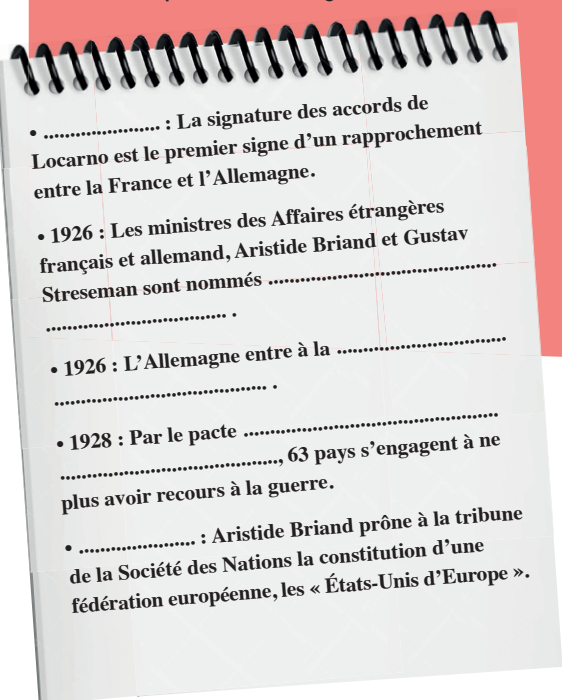 • ...................... : La signature des accords de
Locarno est le premier signe d’un rapprochement
entre la France et l’Allemagne.
• 1926 : Les ministres des Affaires étrangères
français et allemand, Aristide Briand et Gustav
Streseman sont nommés ...........................................
.................................. .
• 1926 : L’Allemagne entre à la ................................
........................................ .
• 1928 : Par le pacte ................................................
........................................., 63 pays s’engagent à ne
plus avoir recours à la guerre.
• ...................... : Aristide Briand prône à la tribune
de la Société des Nations la constitution d’une
fédération européenne, les « États-Unis d’Europe ».